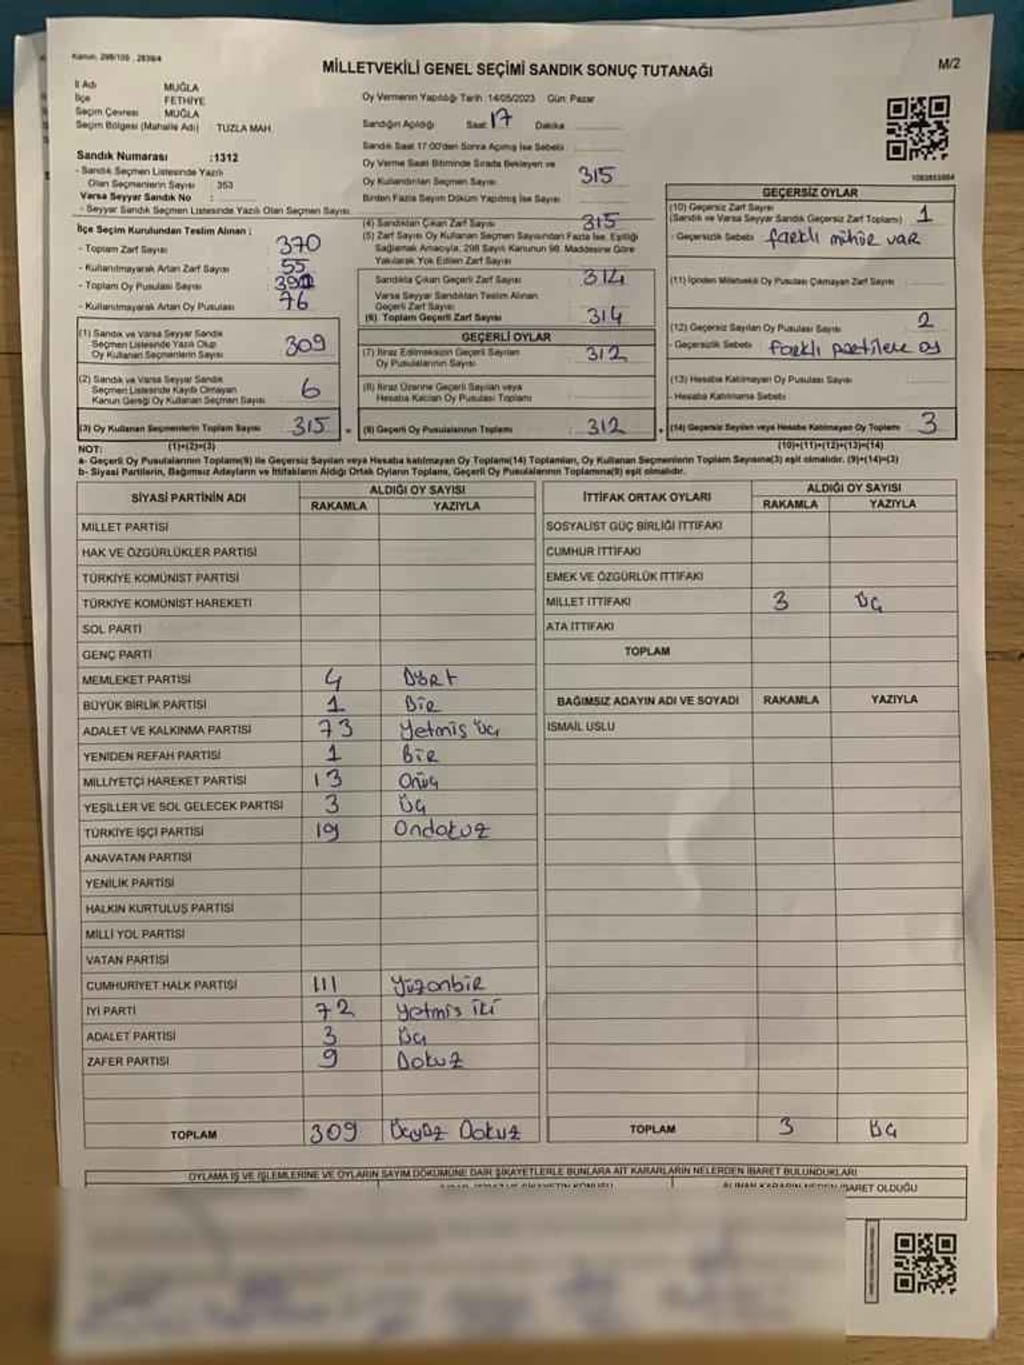 Kanun: 298/105 , 2839/4
MİLLETVEKİLİ GENEL SEÇİMİ SANDIK SONUÇ TUTANAĞI
M/2
İl Adı MUĞLA
İlçe FETHİYE
Seçim Çevresi MUĞLA
Seçim Bölgesi (Mahalle Adı) TUZLA MAH.
Oy Vermenin Yapıldığı Tarih :14/05/2023 Gün: Pazar
Sandığın Açıldığı Saat 17 Dakika
Sandık Saat 17:00'den Sonra Açılmış İse Sebebi
Sandık Numarası :1312
- Sandık Seçmen Listesinde Yazılı
Olan Seçmenlerin Sayısı 353
Varsa Seyyar Sandık No :
- Seyyar Sandık Seçmen Listesinde Yazılı Olan Seçmen Sayısı
Oy Verme Saati Bitiminde Sırada Bekleyen ve
Oy Kullandırılan Seçmen Sayısı 315
Birden Fazla Sayım Döküm Yapılmış İse Sayısı
İlçe Seçim Kurulundan Teslim Alınan :
- Toplam Zarf Sayısı 370
- Kullanılmayarak Artan Zarf Sayısı 55
- Toplam Oy Pusulası Sayısı
- Kullanılmayarak Artan Oy Pusulası 76
(4) Sandıktan Çıkan Zarf Sayısı 315
(5) Zarf Sayısı Oy Kullanan Seçmen Sayısından Fazla İse, Eşitliği
Sağlamak Amacıyla, 298 Sayılı Kanunun 98. Maddesine Göre
Yakılarak Yok Edilen Zarf Sayısı
Sandıkta Çıkan Geçerli Zarf Sayısı 314
Varsa Seyyar Sandıktan Teslim Alınan
Geçerli Zarf Sayısı
(6) Toplam Geçerli Zarf Sayısı 314
GEÇERSİZ OYLAR
(10) Geçersiz Zarf Sayısı
(Sandık ve Varsa Seyyar Sandık Geçersiz Zarf Toplamı) 1
- Geçersizlik Sebebi farklı mühür var
(11) İçinden Milletvekili Oy Pusulası Çıkmayan Zarf Sayısı
(12) Geçersiz Sayılan Oy Pusulası Sayısı 2
- Geçersizlik Sebebi farklı partilere oy
(13) Hesaba Katılmayan Oy Pusulası Sayısı
- Hesaba Katılmama Sebebi
(14) Geçersiz Sayılan veya Hesaba Katılmayan Oy Toplamı 3
(10)+(11)+(12)+(13)=(14)
(1) Sandık ve Varsa Seyyar Sandık
Seçmen Listesinde Yazılı Olup
Oy Kullanan Seçmenlerin Sayısı 309
(2) Sandık ve Varsa Seyyar Sandık
Seçmen Listesinde Kayıtlı Olmayan
Kanun Gereği Oy Kullanan Seçmen Sayısı 6
(3) Oy Kullanan Seçmenlerin Toplam Sayısı 315
(1)+(2)=(3)
GEÇERLİ OYLAR
(7) İtiraz Edilmeksizin Geçerli Sayılan
Oy Pusulalarının Sayısı 312
(8) İtiraz Üzerine Geçerli Sayılan veya
Hesaba Katılan Oy Pusulası Toplamı
(9) Geçerli Oy Pusulalarının Toplamı 312
NOT:
a- Geçerli Oy Pusulalarının Toplamı(9) ile Geçersiz Sayılan veya Hesaba katılmayan Oy Toplamı(14) Toplamları, Oy Kullanan Seçmenlerin Toplam Sayısına(3) eşit olmalıdır. (9)+(14)=(3)
b- Siyasi Partilerin, Bağımsız Adayların ve İttifakların Aldığı Ortak Oyların Toplamı, Geçerli Oy Pusulalarının Toplamına(9) eşit olmalıdır.
SİYASİ PARTİNİN ADI ALDIĞI OY SAYISI
RAKAMLA YAZIYLA
MİLLET PARTİSİ
HAK VE ÖZGÜRLÜKLER PARTİSİ
TÜRKİYE KOMÜNİST PARTİSİ
TÜRKİYE KOMÜNİST HAREKETİ
SOL PARTİ
GENÇ PARTİ
MEMLEKET PARTİSİ 4 Dört
BÜYÜK BİRLİK PARTİSİ 1 Bir
ADALET VE KALKINMA PARTİSİ 73 Yetmiş üç
YENİDEN REFAH PARTİSİ 1 Bir
MİLLİYETÇİ HAREKET PARTİSİ 13 Onüç
YEŞİLLER VE SOL GELECEK PARTİSİ 3 Üç
TÜRKİYE İŞÇİ PARTİSİ 19 Ondokuz
ANAVATAN PARTİSİ
YENİLİK PARTİSİ
HALKIN KURTULUŞ PARTİSİ
MİLLİ YOL PARTİSİ
VATAN PARTİSİ
CUMHURİYET HALK PARTİSİ 111 Yüzonbir
İYİ PARTİ 72 Yetmiş iki
ADALET PARTİSİ 3 Üç
ZAFER PARTİSİ 9 Dokuz
TOPLAM 309 Üçyüz Dokuz
İTTİFAK ORTAK OYLARI ALDIĞI OY SAYISI
RAKAMLA YAZIYLA
SOSYALİST GÜÇ BİRLİĞİ İTTİFAKI
CUMHUR İTTİFAKI
EMEK VE ÖZGÜRLÜK İTTİFAKI
MİLLET İTTİFAKI 3 Üç
ATA İTTİFAKI
TOPLAM
BAĞIMSIZ ADAYIN ADI VE SOYADI RAKAMLA YAZIYLA
İSMAİL USLU
TOPLAM 3 Üç
OYLAMA İŞ VE İŞLEMLERİNE VE OYLARIN SAYIM DÖKÜMÜNE DAİR ŞİKAYETLERLE BUNLARA AİT KARARLARIN NELERDEN İBARET BULUNDUKLARI
ALINAN KARARIN NEDEN İBARET OLDUĞU